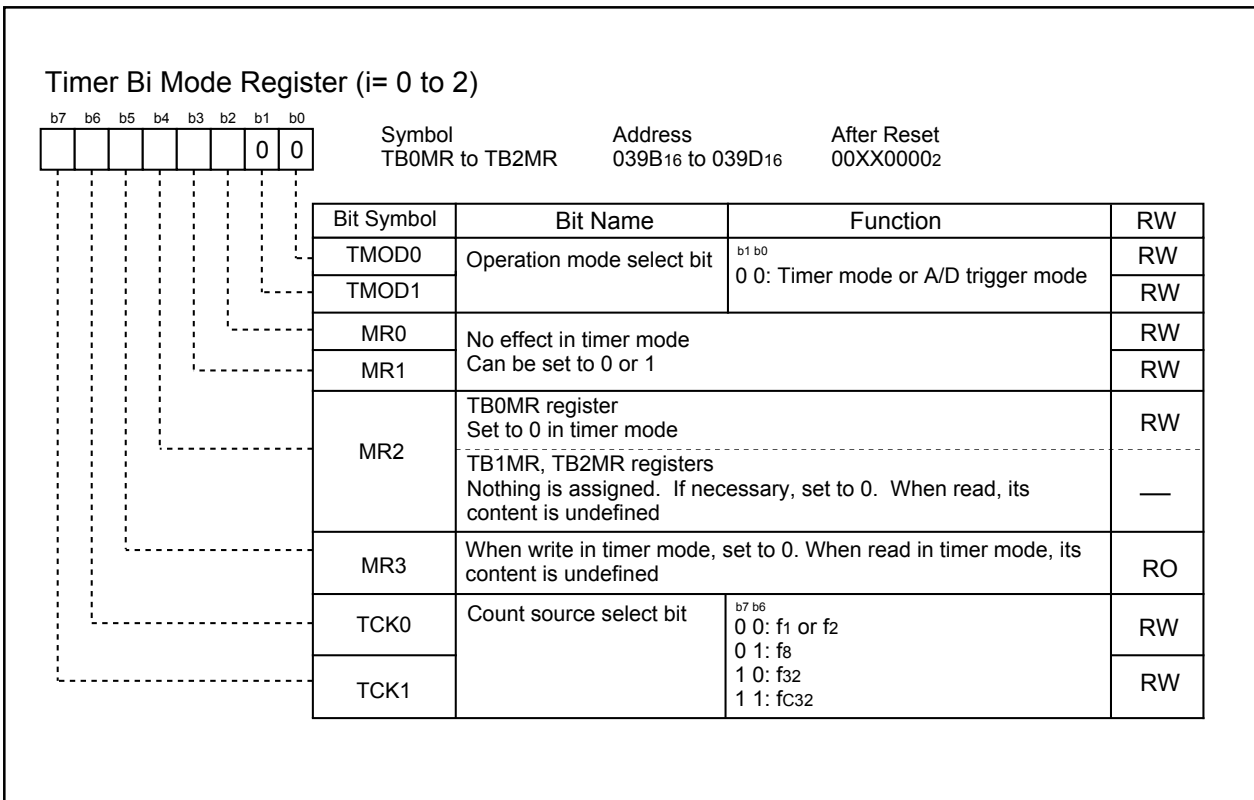 Timer Bi Mode Register (i= 0 to 2)
b7 b6 b5 b4 b3 b2 b1 b0
0 0
Symbol Address After Reset
TB0MR to TB2MR 039B16 to 039D16 00XX00002
Bit Symbol Bit Name Function RW
TMOD0 Operation mode select bit b1 b0 RW
0 0: Timer mode or A/D trigger mode
TMOD1 RW
MR0 No effect in timer mode RW
MR1 Can be set to 0 or 1 RW
MR2
TB0MR register
Set to 0 in timer mode RW
TB1MR, TB2MR registers
Nothing is assigned. If necessary, set to 0. When read, its
content is undefined —
MR3
When write in timer mode, set to 0. When read in timer mode, its
content is undefined RO
TCK0 Count source select bit b7 b6 RW
0 0: f1 or f2
0 1: f8
1 0: f32
1 1: fC32
TCK1 RW